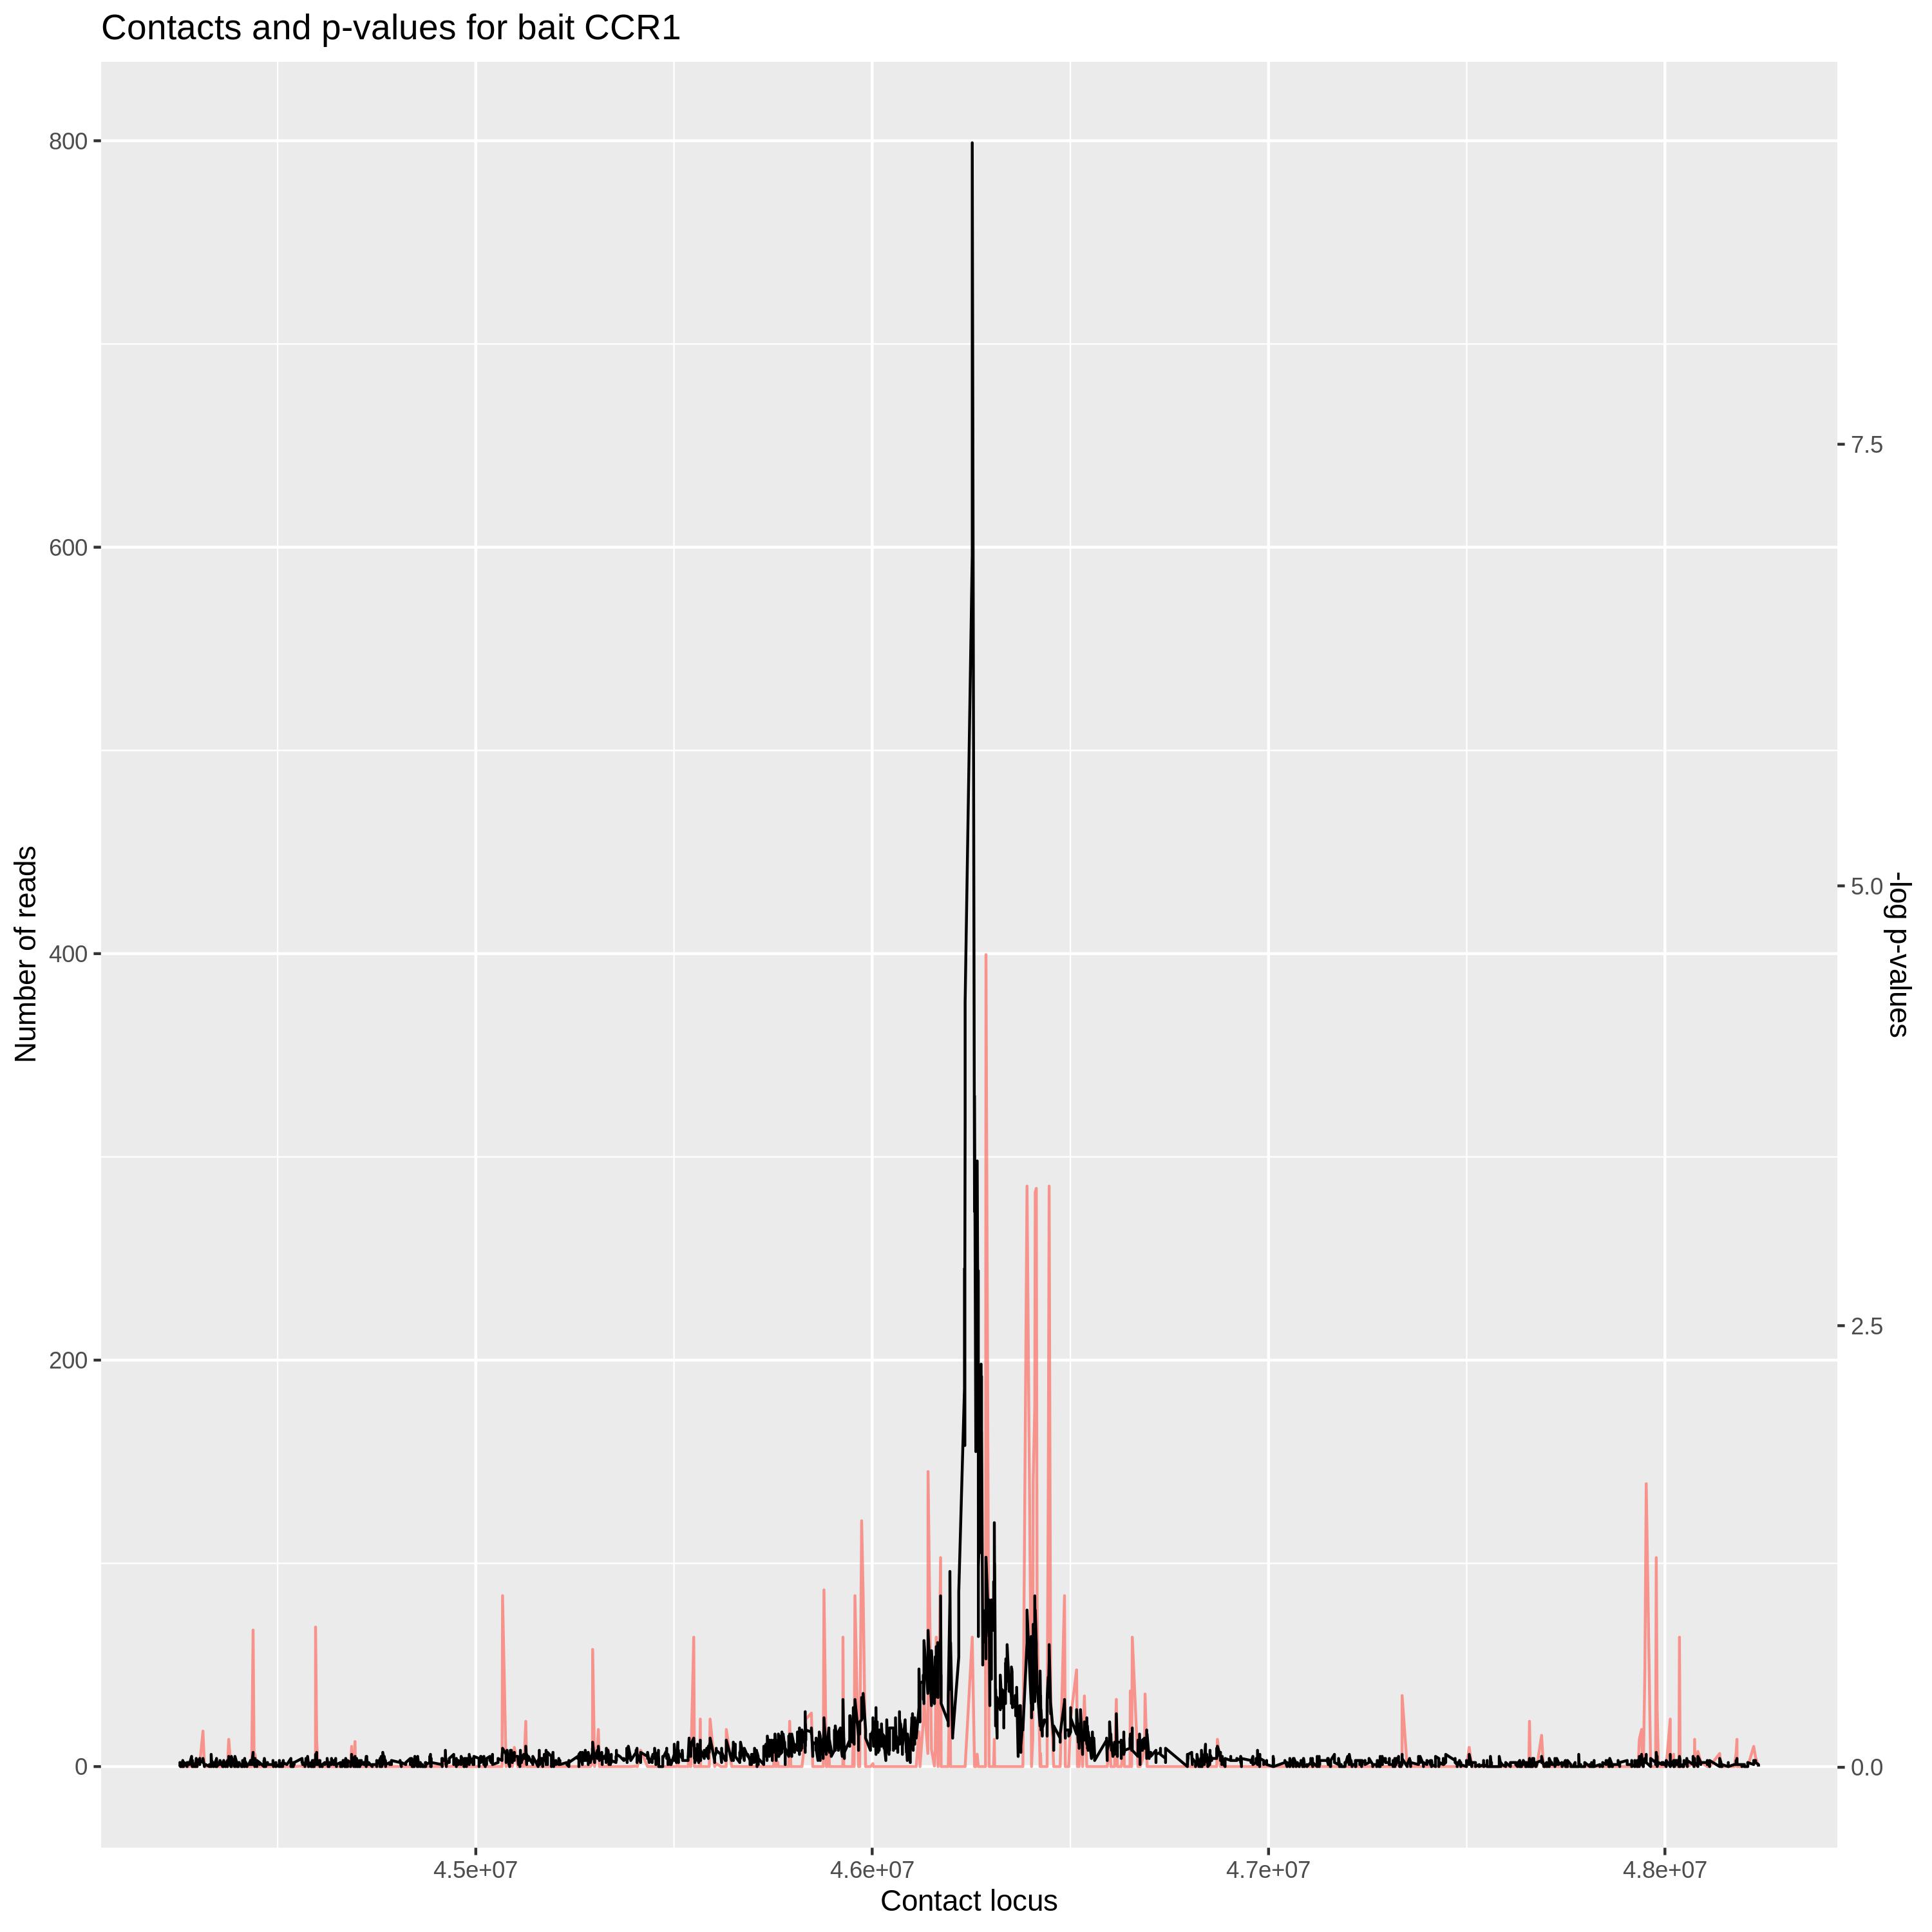 Contacts and p-values for bait CCR1
800
600
400
200
0
Number of reads
7.5
5.0
2.5
0.0
-log p-values
4.5e+07
4.6e+07
4.7e+07
4.8e+07
Contact locus